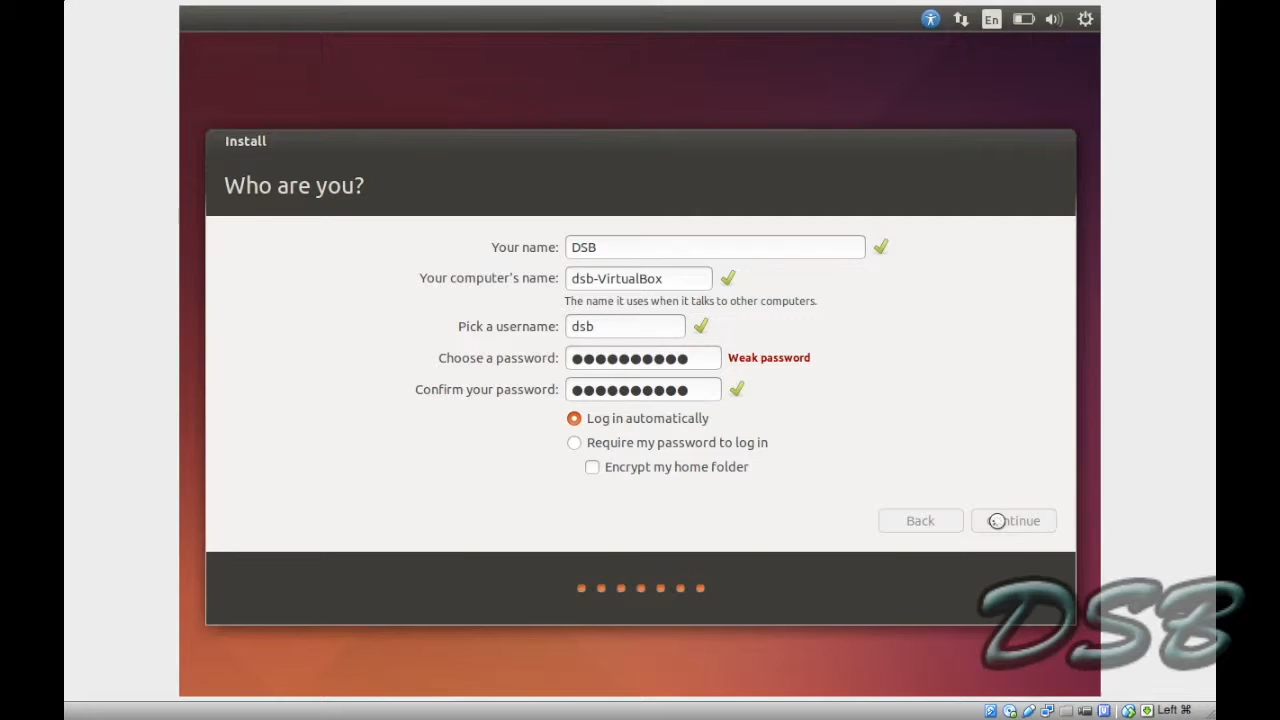 En
Install
Who are you?
Your name: DSB
Your computer's name: dsb-VirtualBox
The name it uses when it talks to other computers.
Pick a username: dsb
Choose a password: ●●●●●●●●●● Weak password
Confirm your password: ●●●●●●●●●●
Log in automatically
Require my password to log in
Encrypt my home folder
Back Continue
DSB
Left ⌘